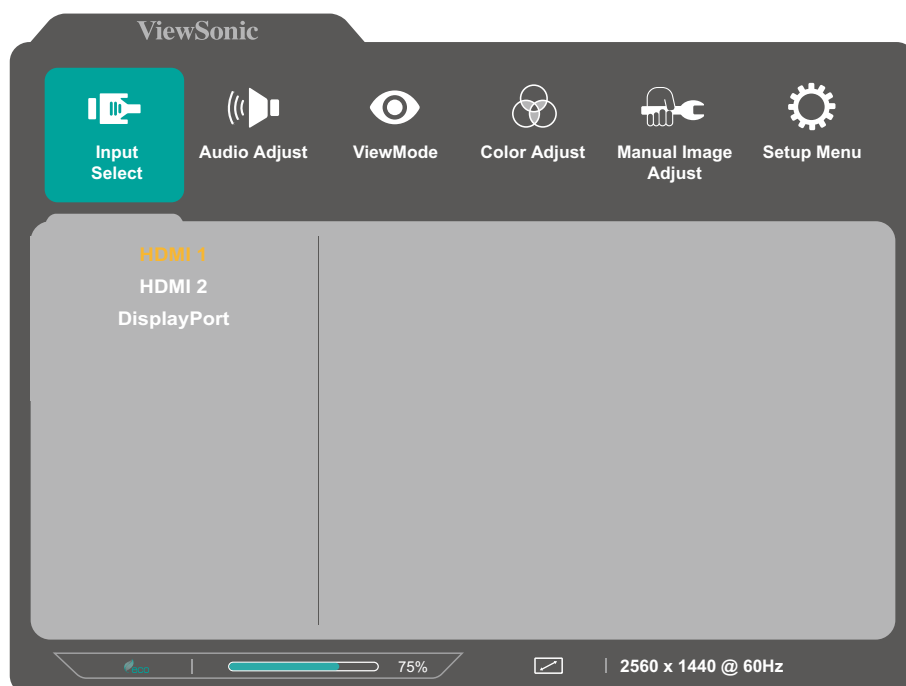 ViewSonic
Input
Select
Audio Adjust
ViewMode
Color Adjust
Manual Image
Adjust
Setup Menu
HDMI 1
HDMI 2
DisplayPort
eco
75%
2560 x 1440 @ 60Hz